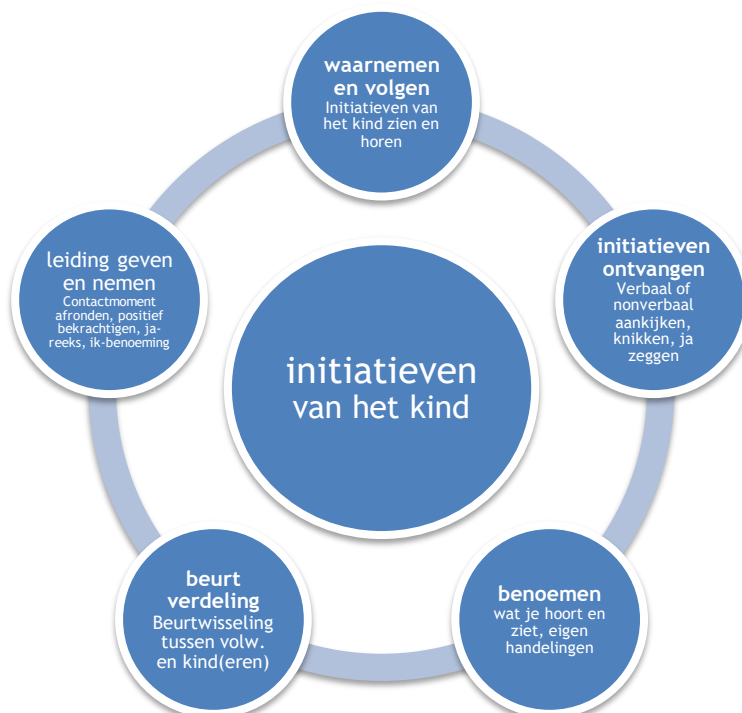 waarnemen
en volgen
Initiatieven van
het kind zien en
horen
initiatieven
ontvangen
Verbaal of
nonverbaal
aankijken,
knikken, ja
zeggen
benoemen
wat je hoort en
ziet, eigen
handelingen
beurt
verdeling
Beurtwisseling
tussen volw.
en kind(eren)
leiding geven
en nemen
Contactmoment
afronden, positief
bekrachtigen, ja-
reeks, ik-benoeming
initiatieven
van het kind